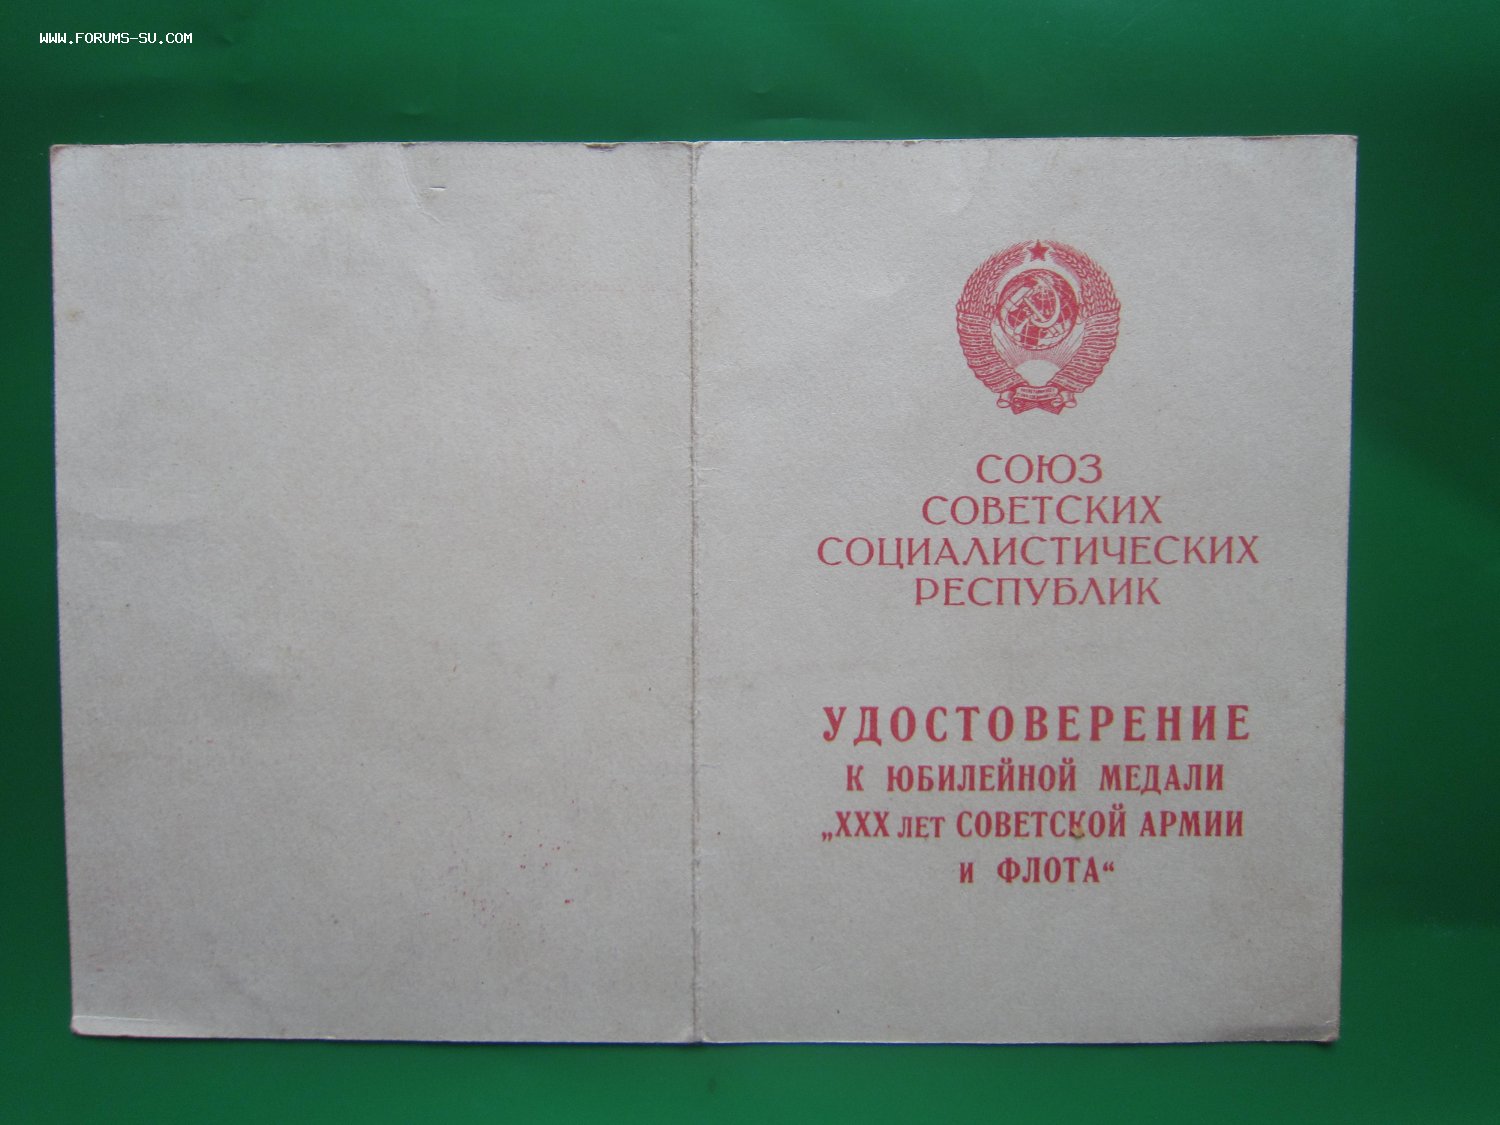 WWW.FORUMS-SU.COM
СОЮЗ
СОВЕТСКИХ
СОЦИАЛИСТИЧЕСКИХ
РЕСПУБЛИК
УДОСТОВЕРЕНИЕ
К ЮБИЛЕЙНОЙ МЕДАЛИ
„XXX ЛЕТ СОВЕТСКОЙ АРМИИ
И ФЛОТА“